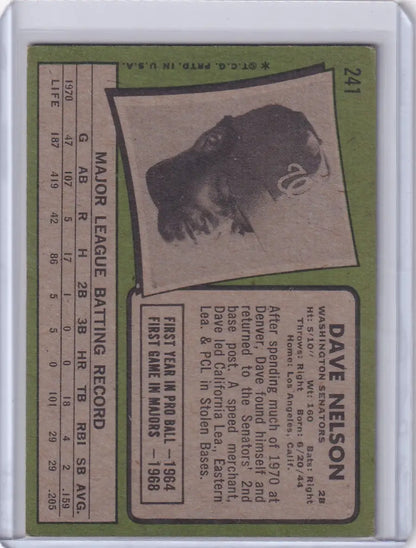 241
DAVE NELSON
2B
WASHINGTON SENATORS
Ht: 5/10// Wt: 160 Bats: Right
Throws: Right Born: 6/20/44
Home: Los Angeles, Calif.
After spending much of 1970 at
Denver, Dave found himself and
returned to the Senators' 2nd
base post. A speed merchant,
Dave led California Lea., Eastern
Lea. & PCL in Stolen Bases.
FIRST YEAR IN PRO BALL — 1964
FIRST GAME IN MAJORS — 1968
W
MAJOR LEAGUE BATTING RECORD
G AB R H 2B 3B HR TB RBI SB AVG.
1970 47 107 5 17 1 0 0 18 4 2 .159
LIFE 187 419 42 86 5 5 0 101 29 29 .205
*©T.C.G. PRTD. IN U.S.A.